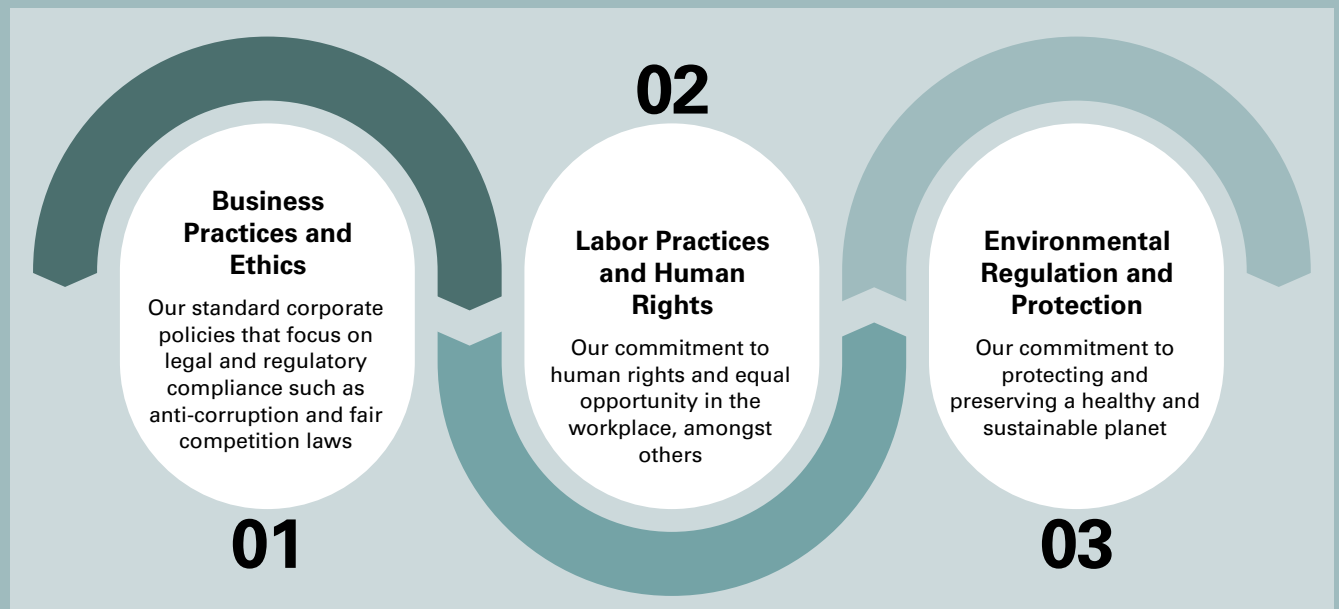 Business
Practices and
Ethics
Our standard corporate
policies that focus on
legal and regulatory
compliance such as
anti-corruption and fair
competition laws
01
02
Labor Practices
and Human
Rights
Our commitment to
human rights and equal
opportunity in the
workplace, amongst
others
Environmental
Regulation and
Protection
Our commitment to
protecting and
preserving a healthy and
sustainable planet
03